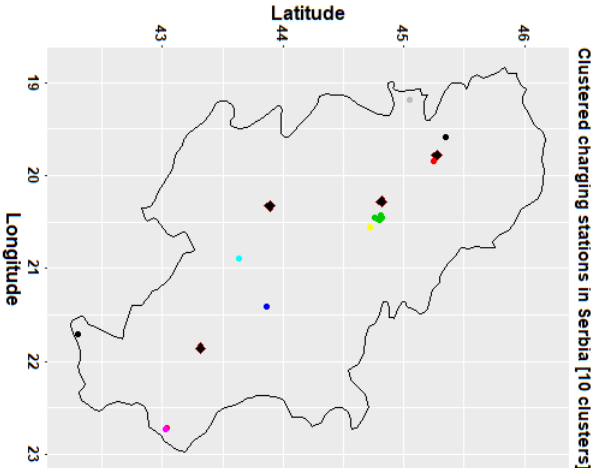 Clustered charging stations in Serbia [10 clusters]
Latitude
43 44 45 46
19
20
21
22
23
Longitude